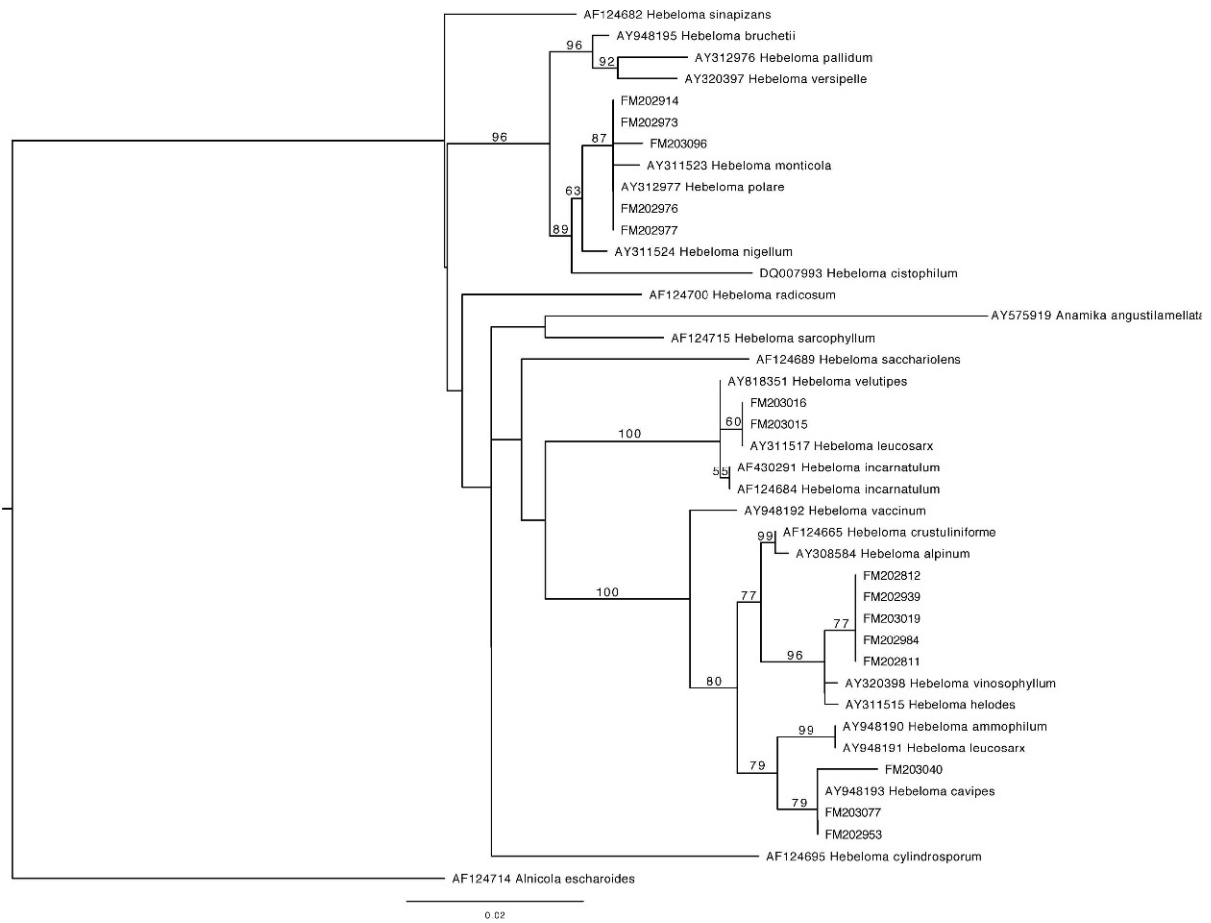 AF124682 Hebeloma sinapizans
AY948195 Hebeloma bruchetii
96
92
AY312976 Hebeloma pallidum
AY320397 Hebeloma versipelle
FM202914
FM202973
96
87
FM203096
AY311523 Hebeloma monticola
63
AY312977 Hebeloma polare
FM202976
89
FM202977
AY311524 Hebeloma nigellum
DQ007993 Hebeloma cistophilum
AF124700 Hebeloma radicosum
AY575919 Anamika angustilamellata
AF124715 Hebeloma sarcophyllum
AF124689 Hebeloma sacchariolens
AY818351 Hebeloma velutipes
FM203016
60
FM203015
100
AY311517 Hebeloma leucosarx
55
AF430291 Hebeloma incarnatulum
AF124684 Hebeloma incarnatulum
AY948192 Hebeloma vaccinum
99
AF124665 Hebeloma crustuliniforme
AY308584 Hebeloma alpinum
FM202812
100
77
FM202939
77
FM203019
FM202984
96
FM202811
80
AY320398 Hebeloma vinosophyllum
AY311515 Hebeloma helodes
99
AY948190 Hebeloma ammophilum
AY948191 Hebeloma leucosarx
79
FM203040
AY948193 Hebeloma cavipes
79
FM203077
FM202953
AF124695 Hebeloma cylindrosporum
AF124714 Alnicola escharoides
0.02